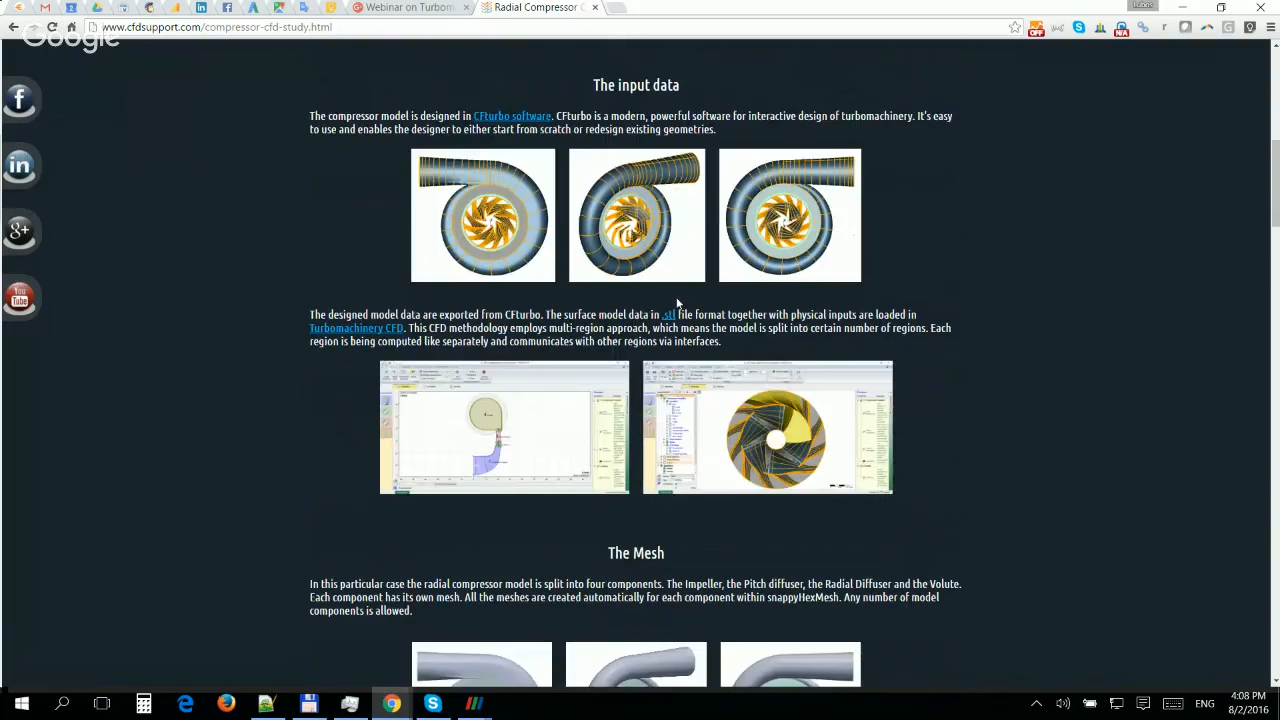 Webinar on Turbom
Radial Compressor C
Lubos
www.cfdsupport.com/compressor-cfd-study.html
OFF
N/A
Google
The input data
The compressor model is designed in CFturbo software. CFturbo is a modern, powerful software for interactive design of turbomachinery. It's easy
to use and enables the designer to either start from scratch or redesign existing geometries.
The designed model data are exported from CFturbo. The surface model data in .stl file format together with physical inputs are loaded in
Turbomachinery CFD. This CFD methodology employs multi-region approach, which means the model is split into certain number of regions. Each
region is being computed like separately and communicates with other regions via interfaces.
The Mesh
In this particular case the radial compressor model is split into four components. The Impeller, the Pitch diffuser, the Radial Diffuser and the Volute.
Each component has its own mesh. All the meshes are created automatically for each component within snappyHexMesh. Any number of model
components is allowed.
f
in
g+
You
Tube
ENG
4:08 PM
8/2/2016